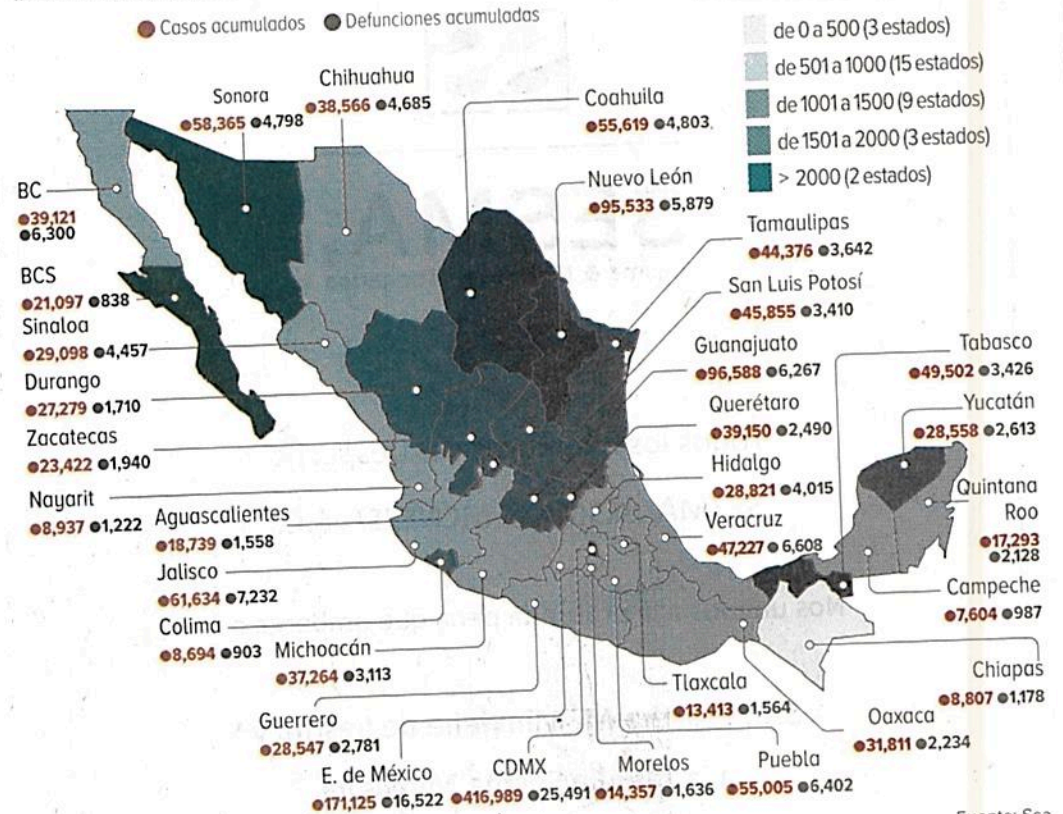 Casos acumulados Defunciones acumuladas
de 0 a 500 (3 estados)
de 501 a 1000 (15 estados)
de 1001 a 1500 (9 estados)
de 1501 a 2000 (3 estados)
> 2000 (2 estados)
Sonora
58,365 4,798
Chihuahua
38,566 4,685
Coahuila
55,619 4,803
Nuevo León
95,533 5,879
Tamaulipas
44,376 3,642
San Luis Potosí
45,855 3,410
Guanajuato
96,588 6,267
Querétaro
39,150 2,490
Hidalgo
28,821 4,015
Veracruz
47,227 6,608
Tabasco
49,502 3,426
Yucatán
28,558 2,613
Quintana
Roo
17,293
2,128
Campeche
7,604 987
Chiapas
8,807 1,178
Oaxaca
31,811 2,234
BC
39,121
6,300
BCS
21,097 838
Sinaloa
29,098 4,457
Durango
27,279 1,710
Zacatecas
23,422 1,940
Nayarit
8,937 1,222
Aguascalientes
18,739 1,558
Jalisco
61,634 7,232
Colima
8,694 903
Michoacán
37,264 3,113
Guerrero
28,547 2,781
E. de México
171,125 16,522
CDMX
416,989 25,491
Morelos
14,357 1,636
Tlaxcala
13,413 1,564
Puebla
55,005 6,402